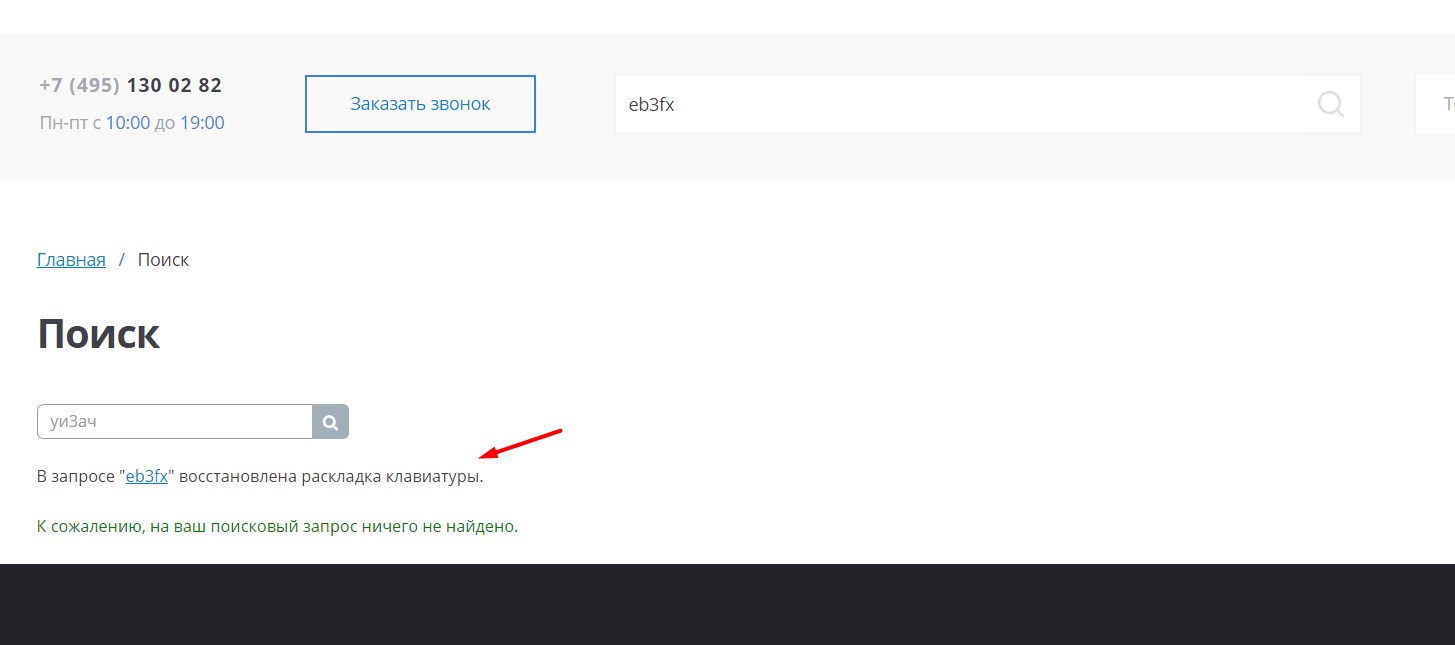 +7 (495) 130 02 82
Заказать звонок
eb3fx
Пн-пт с 10:00 до 19:00
Главная / Поиск
Поиск
уи3ач
В запросе "eb3fx" восстановлена раскладка клавиатуры.
К сожалению, на ваш поисковый запрос ничего не найдено.